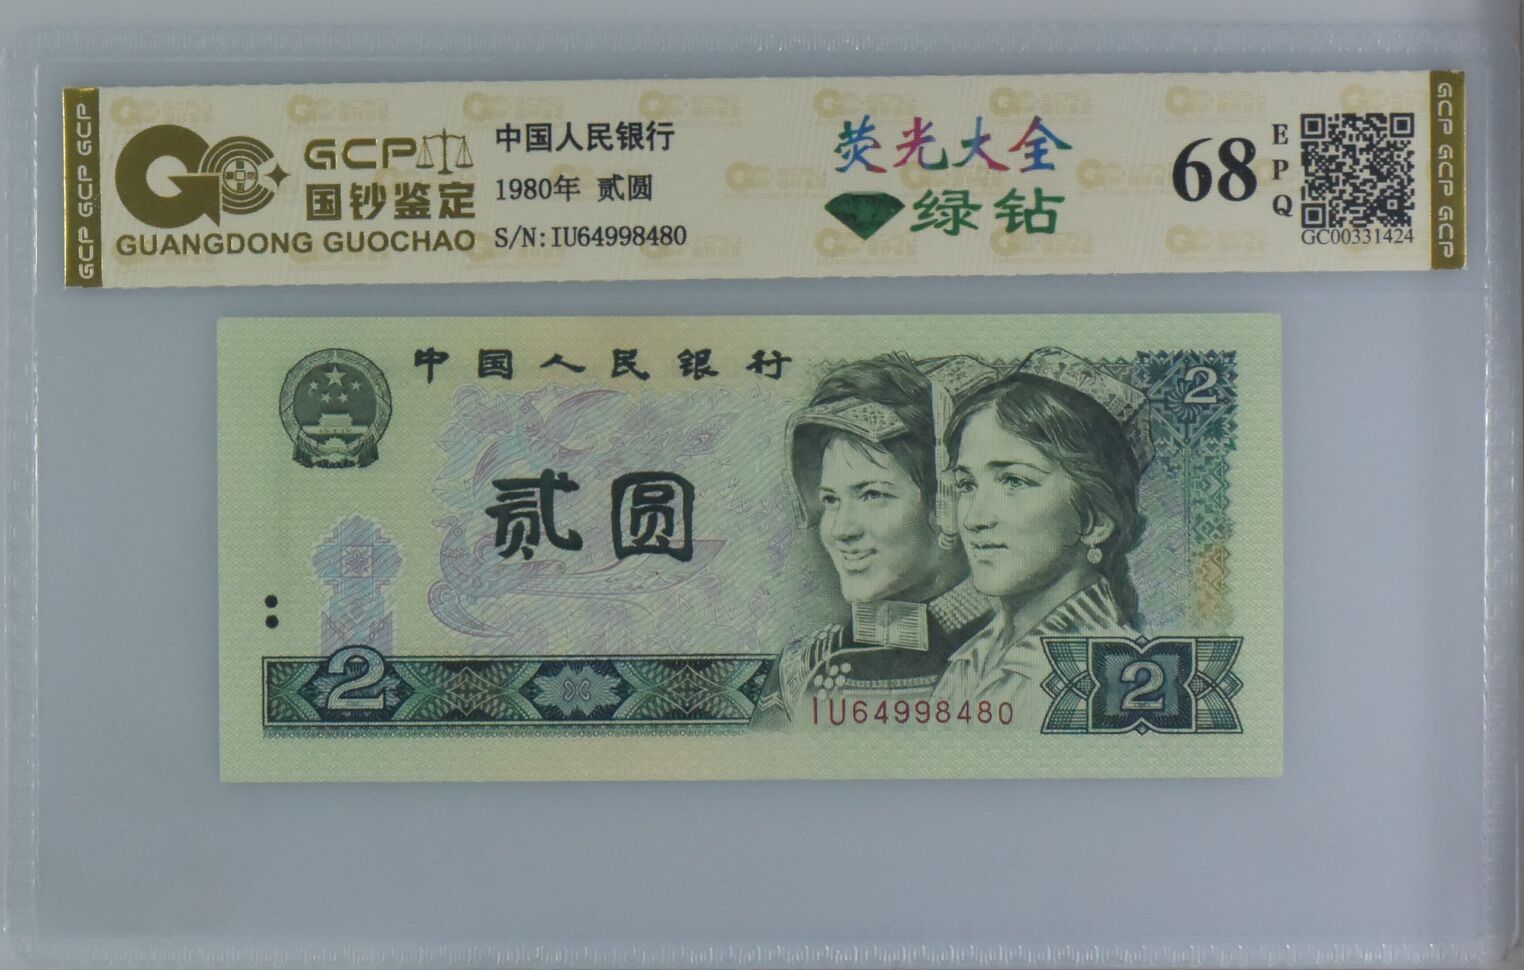 GCP GCP GCP
GCP
国钞鉴定
GUANGDONG GUOCHAO
中国人民银行
1980年 贰圆
S/N:IU64998480
荧光大全
绿钻
68
EPQ
GC00331424
GCP GCP GCP
中国人民银行
2
贰圆
2
IU64998480
2